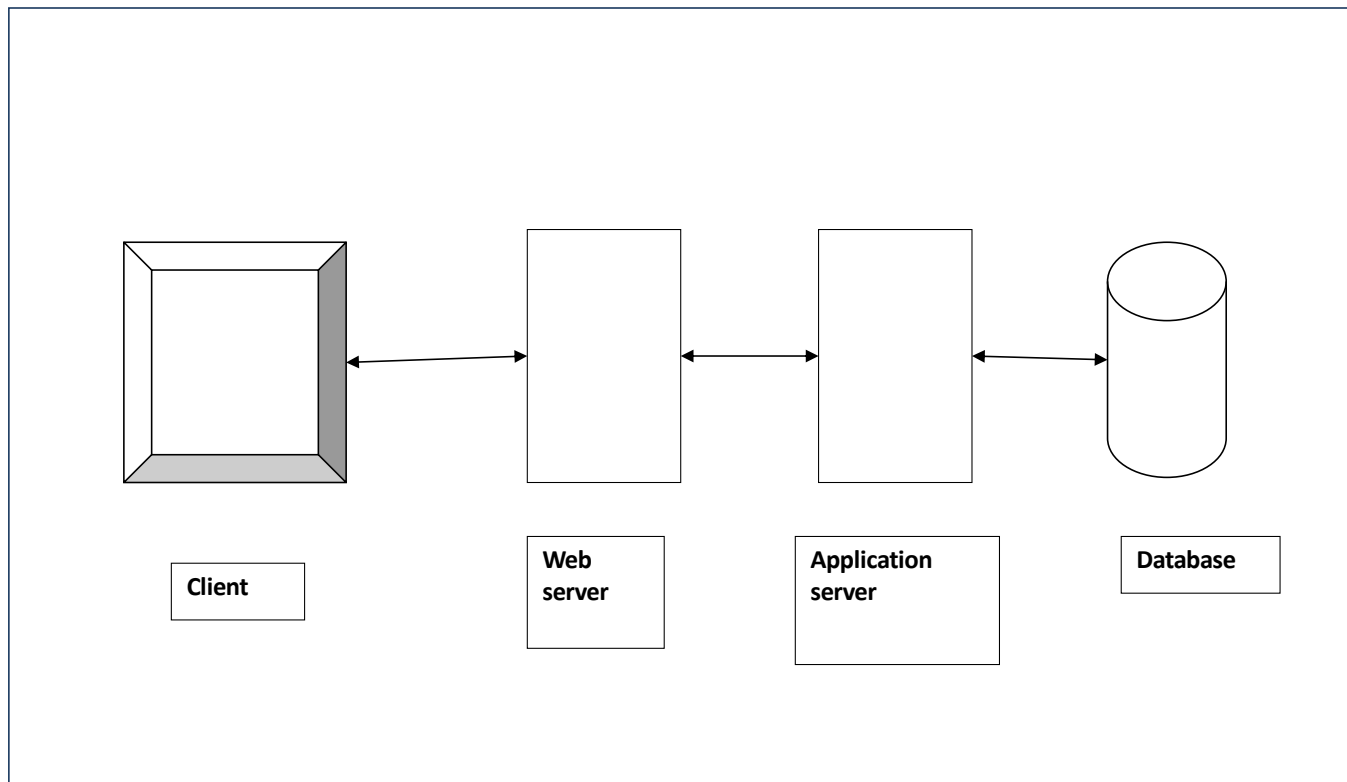 Client
Web
server
Application
server
Database